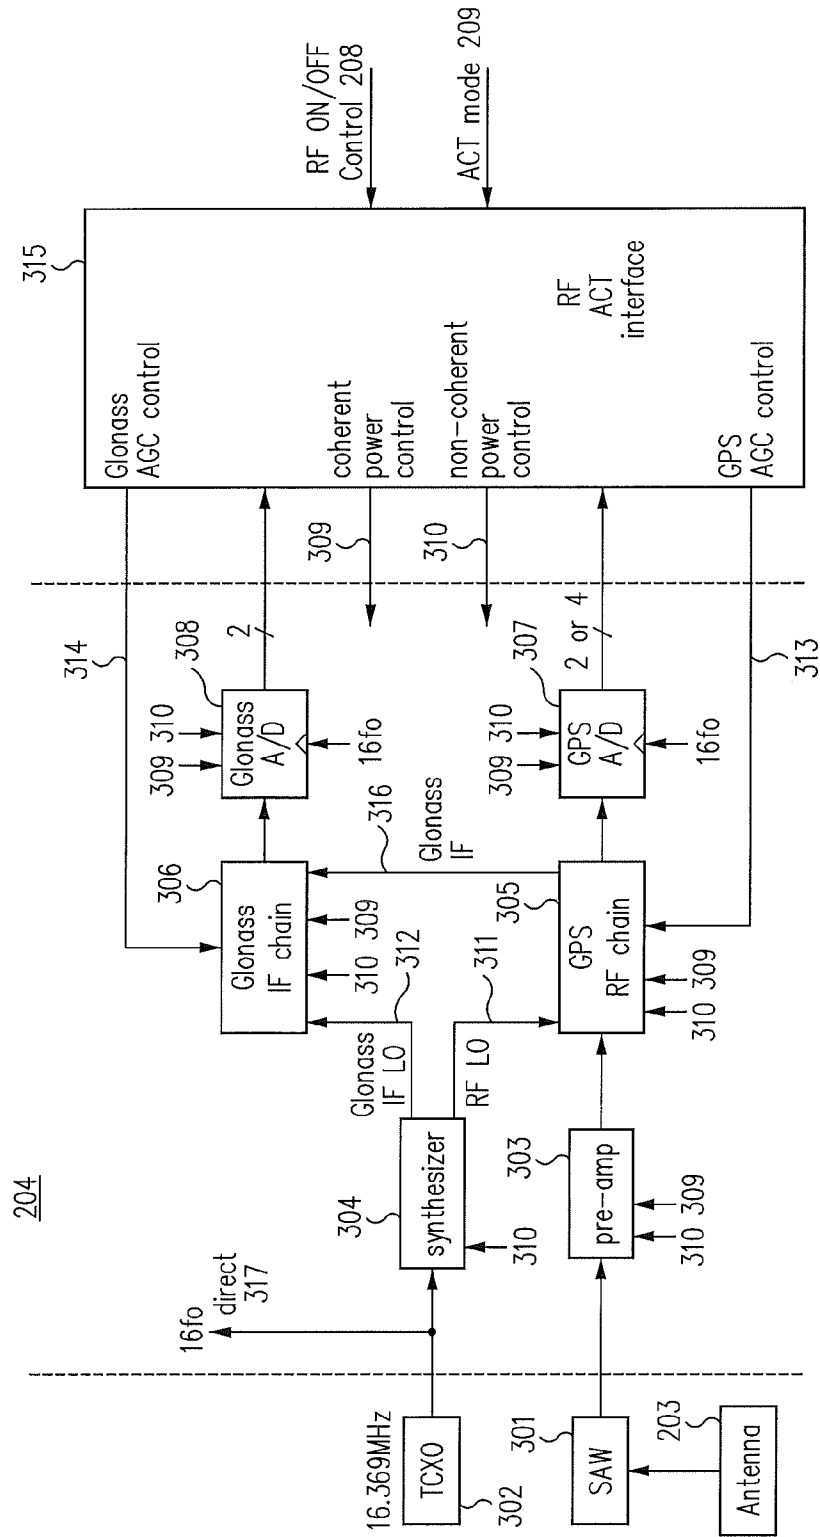 204
16.369MHz
TCXO
302
16fo
direct
317
301
SAW
203
Antenna
304
synthesizer
310
303
pre-amp
310
309
Glonass
IF LO
312
RF LO
311
306
Glonass
IF chain
310
309
305
GPS
RF chain
310
309
Glonass
IF
316
314
308
Glonass
A/D
309
310
16fo
2
307
GPS
A/D
309
310
16fo
2 or 4
313
309
310
315
Glonass
AGC control
coherent
power
control
non-coherent
power
control
GPS
AGC control
RF
ACT
interface
RF ON/OFF
Control 208
ACT mode 209